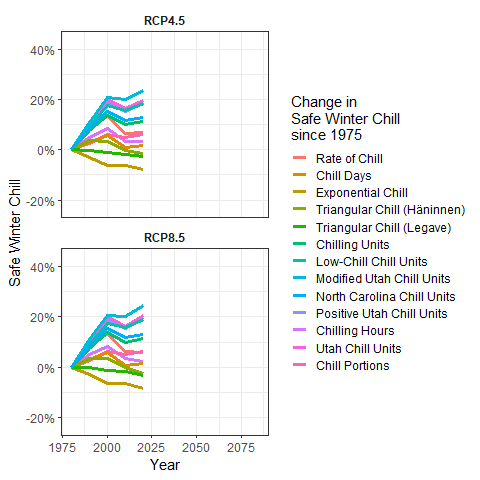 RCP4.5
40%
20%
0%
-20%
RCP8.5
40%
20%
0%
-20%
1975 2000 2025 2050 2075
Year
Safe Winter Chill
Change in
Safe Winter Chill
since 1975
Rate of Chill
Chill Days
Exponential Chill
Triangular Chill (Häninnen)
Triangular Chill (Legave)
Chilling Units
Low-Chill Chill Units
Modified Utah Chill Units
North Carolina Chill Units
Positive Utah Chill Units
Chilling Hours
Utah Chill Units
Chill Portions